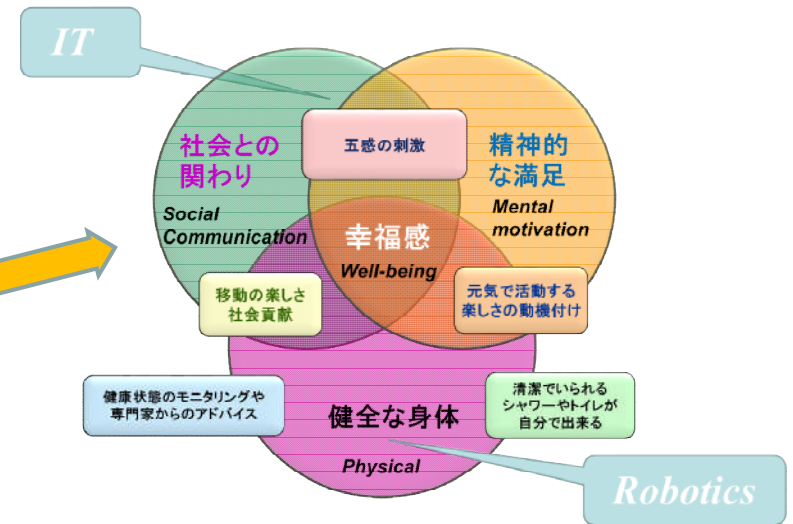 IT
五感の刺激
社会との
関わり
Social
Communication
精神的
な満足
Mental
motivation
幸福感
Well-being
移動の楽しさ
社会貢献
元気で活動する
楽しさの動機付け
健康状態のモニタリングや
専門家からのアドバイス
健全な身体
Physical
清潔でいられる
シャワーやトイレが
自分で出来る
Robotics